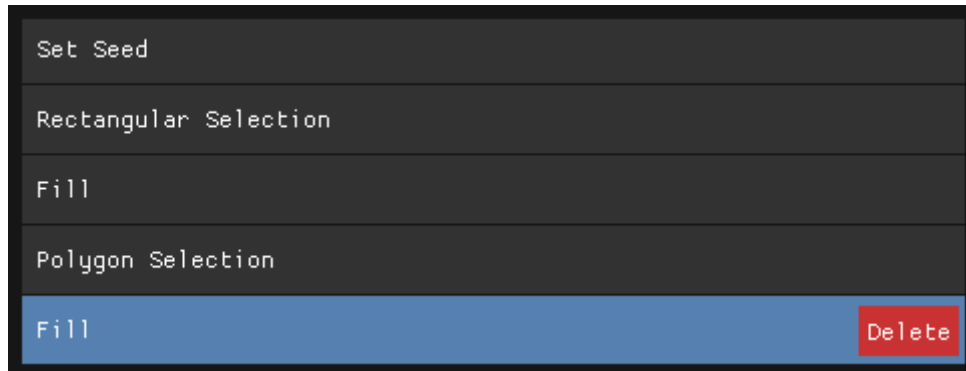 Set Seed
Rectangular Selection
Fill
Polygon Selection
Fill Delete